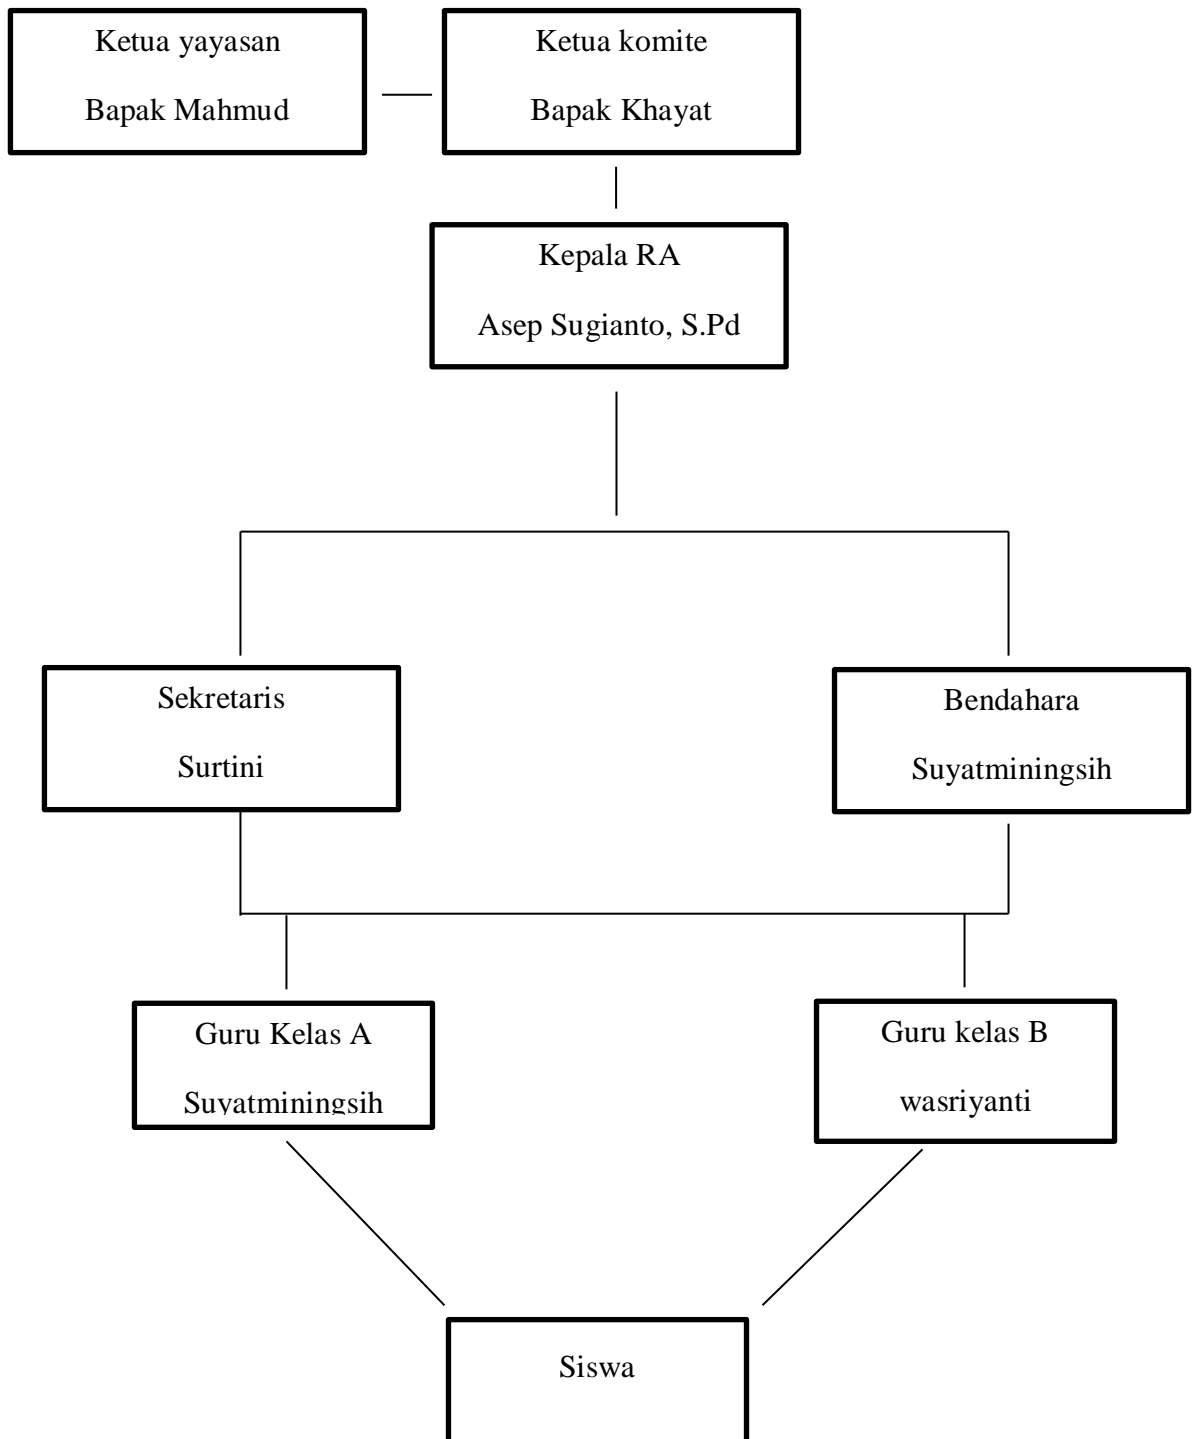 Ketua yayasan
Bapak Mahmud
Ketua komite
Bapak Khayat
Kepala RA
Asep Sugianto, S.Pd
Sekretaris
Surtini
Bendahara
Suyatminingsih
Guru Kelas A
Suyatminingsih
Guru kelas B
wasriyanti
Siswa